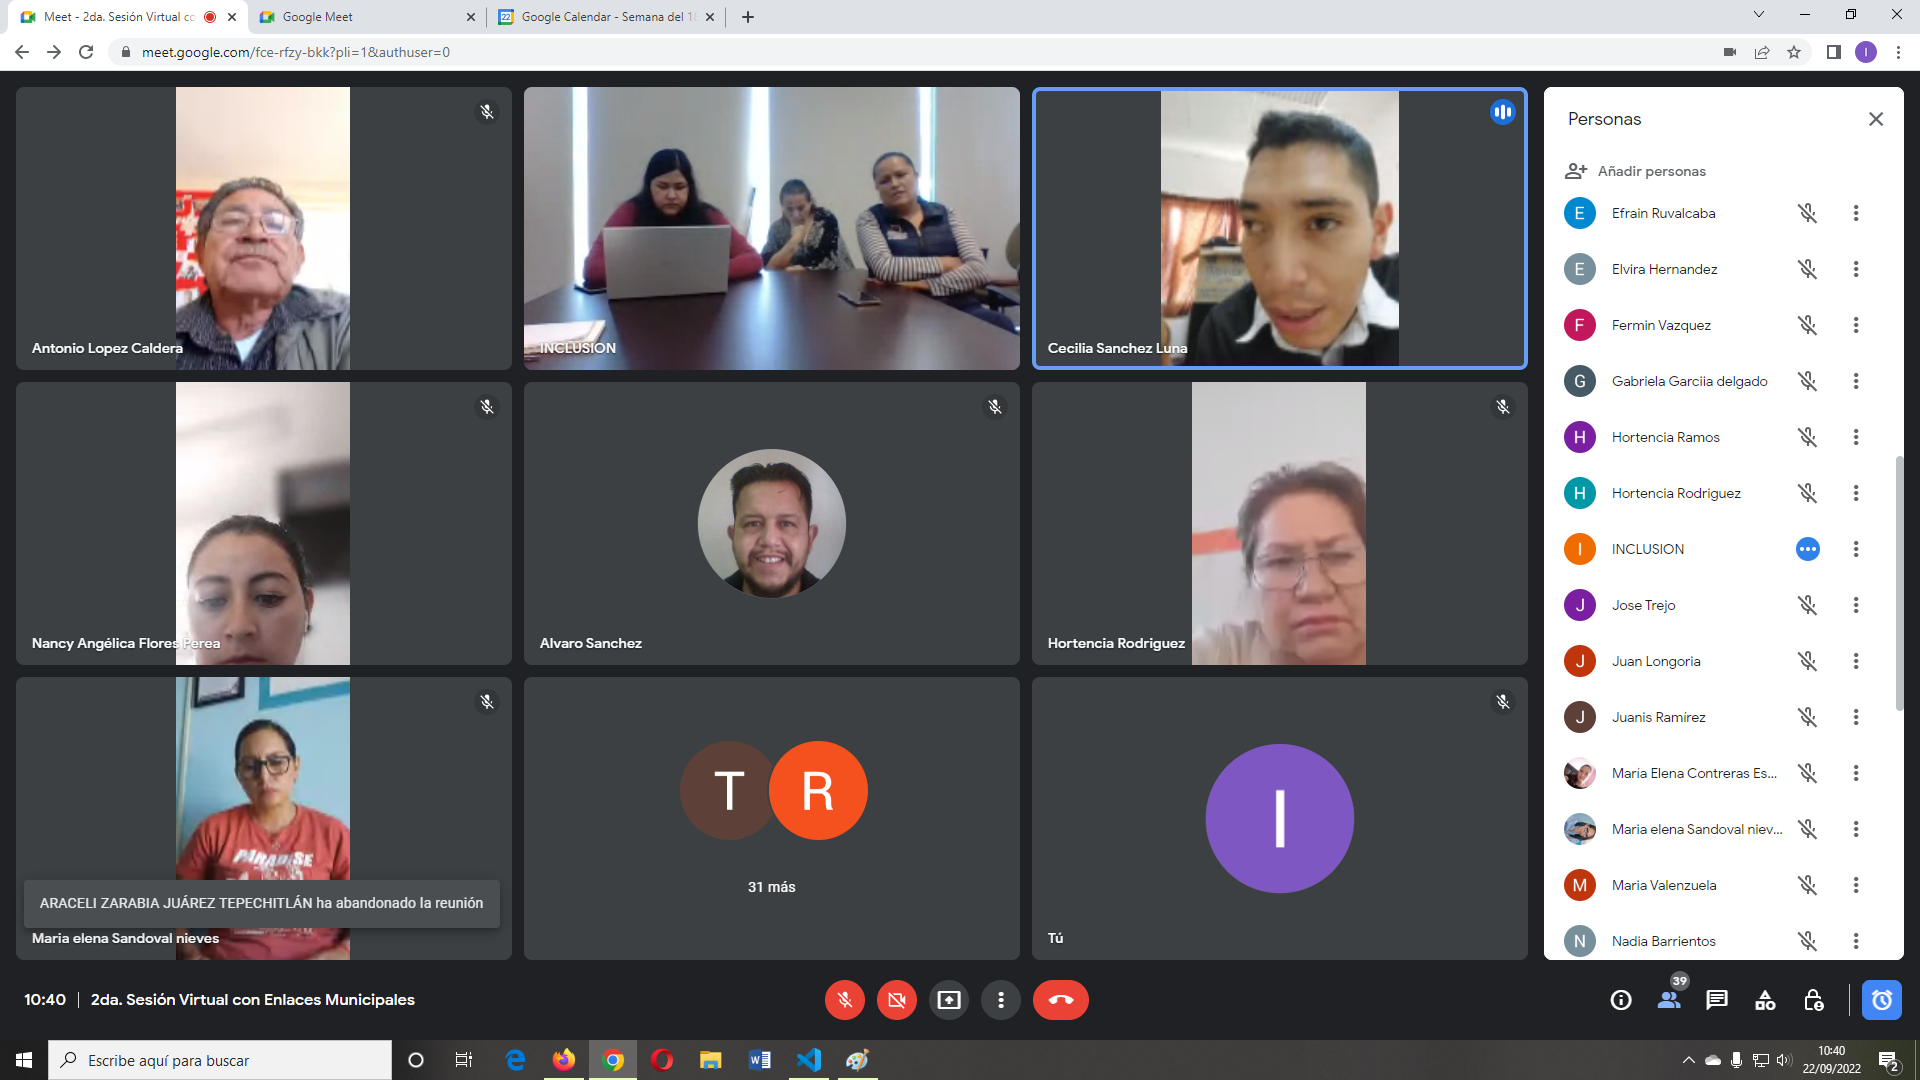 Meet - 2da. Sesión Virtual co
Google Meet
Google Calendar - Semana del 18
meet.google.com/fce-rfzy-bkk?pli=1&authuser=0
I
Antonio Lopez Caldera
INCLUSION
Cecilia Sanchez Luna
Nancy Angélica Flores Perea
Alvaro Sanchez
Hortencia Rodriguez
PARADISE
ARACELI ZARABIA JUÁREZ TEPECHITLÁN ha abandonado la reunión
Maria elena Sandoval nieves
T R
31 más
I
Tú
Personas
Añadir personas
E Efrain Ruvalcaba
E Elvira Hernandez
F Fermin Vazquez
G Gabriela Garciia delgado
H Hortencia Ramos
H Hortencia Rodriguez
I INCLUSION
J Jose Trejo
J Juan Longoria
J Juanis Ramírez
María Elena Contreras Es...
Maria elena Sandoval niev...
M Maria Valenzuela
N Nadia Barrientos
10:40 | 2da. Sesión Virtual con Enlaces Municipales
39
Escribe aquí para buscar
10:40
22/09/2022
2